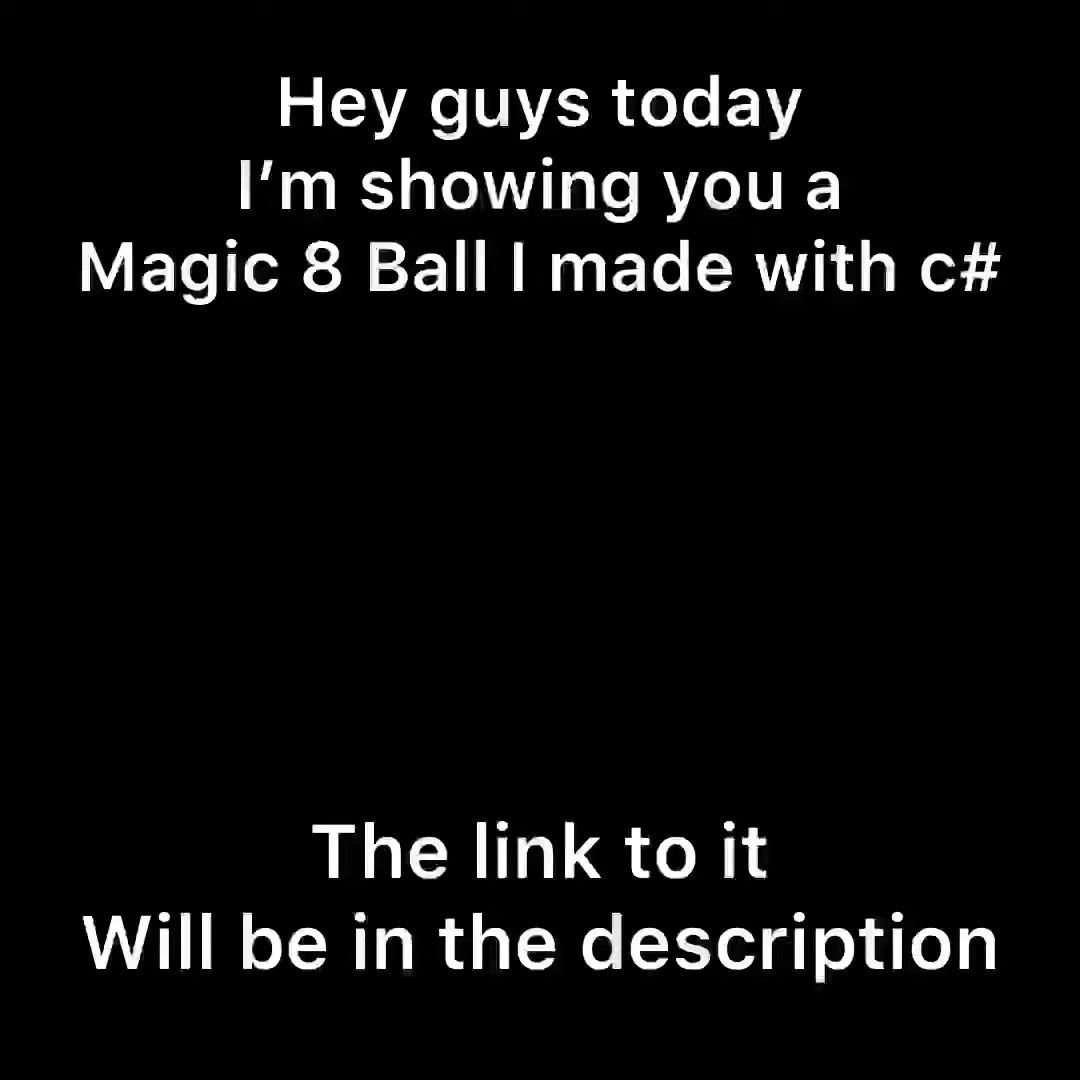 Hey guys today
I’m showing you a
Magic 8 Ball I made with c#
The link to it
Will be in the description